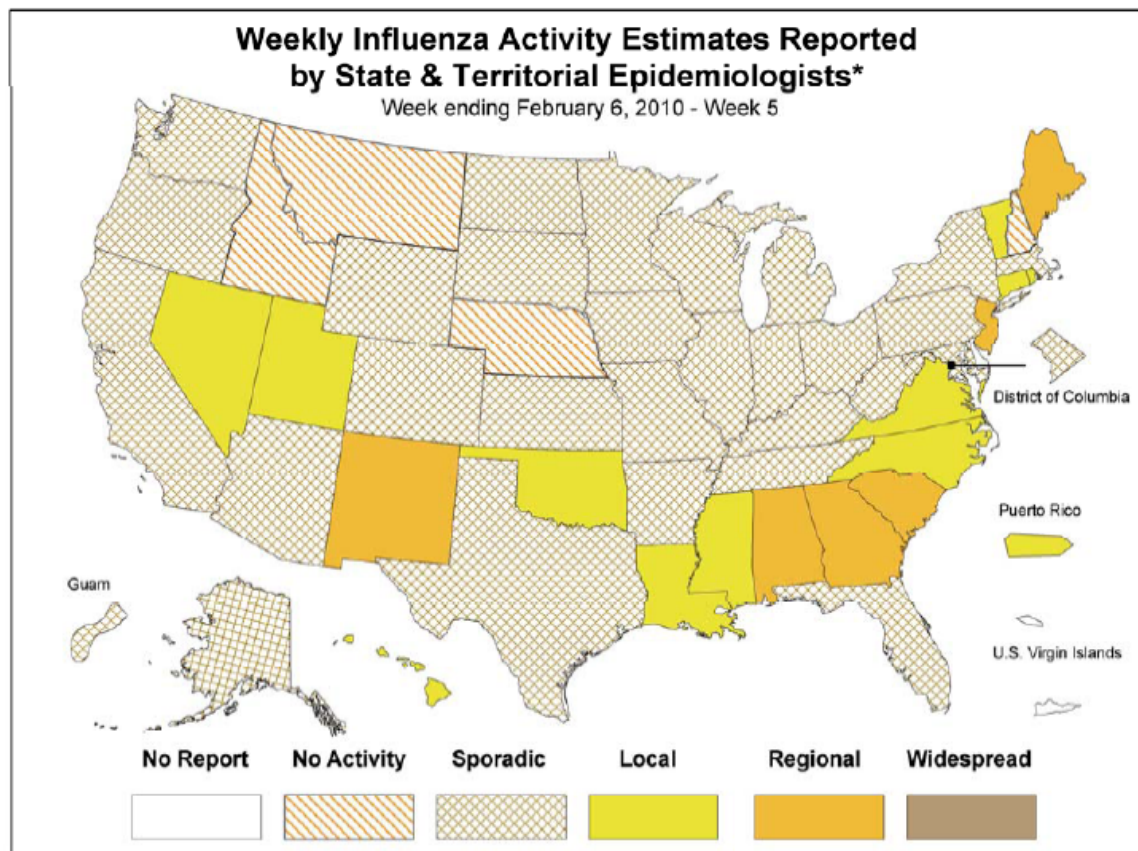 Weekly Influenza Activity Estimates Reported
by State & Territorial Epidemiologists*
Week ending February 6, 2010 - Week 5
District of Columbia
Puerto Rico
Guam
U.S. Virgin Islands
No Report No Activity Sporadic Local Regional Widespread